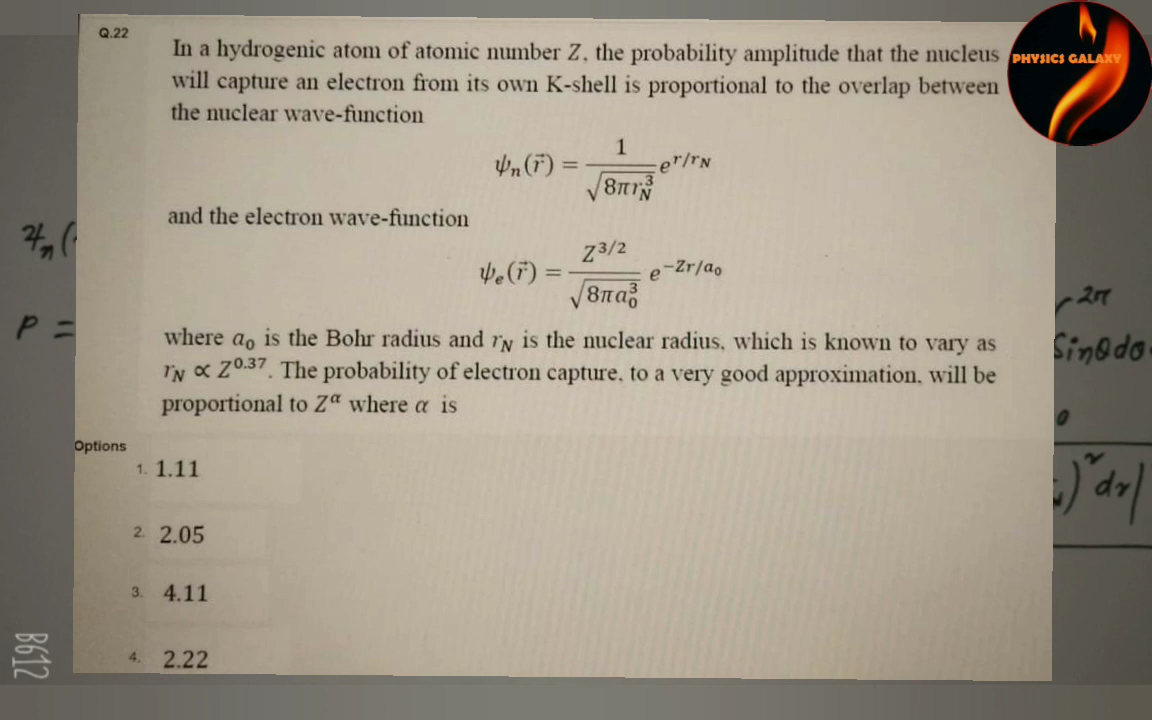 Q.22
In a hydrogenic atom of atomic number Z, the probability amplitude that the nucleus
PHYSICS GALAXY
will capture an electron from its own K-shell is proportional to the overlap between
the nuclear wave-function
ψn(r⃗) = 1/√(8πr_N^3) e^{r/r_N}
and the electron wave-function
ψe(r⃗) = Z^{3/2}/√(8πa_0^3) e^{-Zr/a_0}
where a₀ is the Bohr radius and r_N is the nuclear radius, which is known to vary as
r_N ∝ Z^{0.37}. The probability of electron capture, to a very good approximation, will be
proportional to Z^α where α is
Options
1. 1.11
2. 2.05
3. 4.11
4. 2.22
P =
2π
Sinθdθ
0
dr|
B612